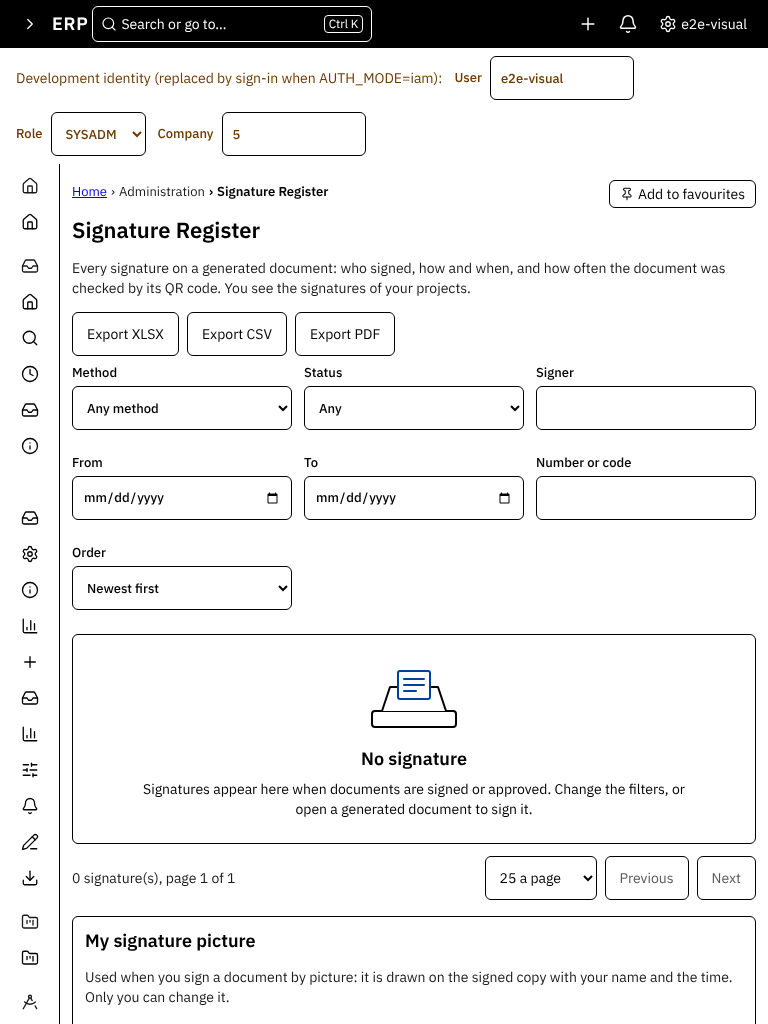 ERP
Search or go to...
Ctrl K
e2e-visual
Development identity (replaced by sign-in when AUTH_MODE=iam):
User
e2e-visual
Role
SYSADM
Company
5
Home › Administration › Signature Register
Add to favourites
Signature Register
Every signature on a generated document: who signed, how and when, and how often the document was
checked by its QR code. You see the signatures of your projects.
Export XLSX
Export CSV
Export PDF
Method
Status
Signer
Any method
Any
From
To
Number or code
mm/dd/yyyy
mm/dd/yyyy
Order
Newest first
No signature
Signatures appear here when documents are signed or approved. Change the filters, or
open a generated document to sign it.
0 signature(s), page 1 of 1
25 a page
Previous
Next
My signature picture
Used when you sign a document by picture: it is drawn on the signed copy with your name and the time.
Only you can change it.